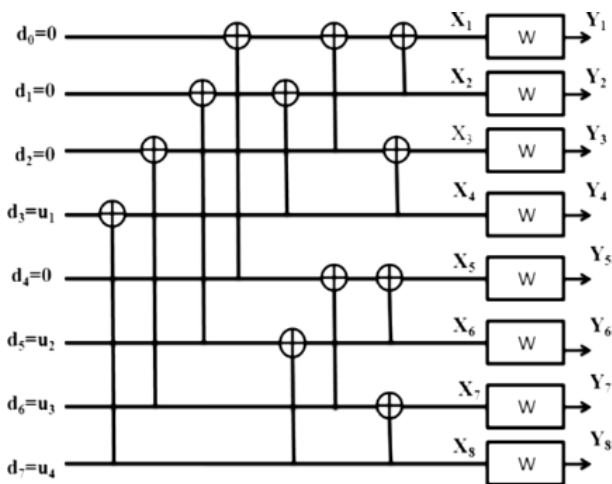 d₀=0 X₁ W Y₁
d₁=0 X₂ W Y₂
d₂=0 X₃ W Y₃
d₃=u₁ X₄ W Y₄
d₄=0 X₅ W Y₅
d₅=u₂ X₆ W Y₆
d₆=u₃ X₇ W Y₇
d₇=u₄ X₈ W Y₈